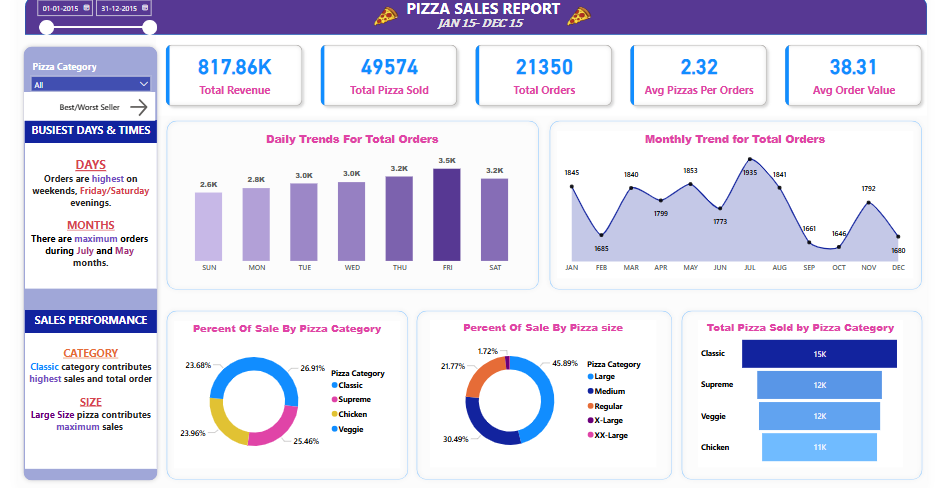 01-01-2015
31-12-2015
PIZZA SALES REPORT
JAN 15- DEC 15
Pizza Category
All
Best/Worst Seller
BUSIEST DAYS & TIMES
DAYS
Orders are highest on
weekends, Friday/Saturday
evenings.
MONTHS
There are maximum orders
during July and May
months.
SALES PERFORMANCE
CATEGORY
Classic category contributes
highest sales and total order
SIZE
Large Size pizza contributes
maximum sales
817.86K
Total Revenue
49574
Total Pizza Sold
21350
Total Orders
2.32
Avg Pizzas Per Orders
38.31
Avg Order Value
Daily Trends For Total Orders
2.6K
2.8K
3.0K
3.0K
3.2K
3.5K
3.2K
SUN
MON
TUE
WED
THU
FRI
SAT
Monthly Trend for Total Orders
1845
1685
1840
1799
1853
1773
1935
1841
1661
1646
1792
1680
JAN
FEB
MAR
APR
MAY
JUN
JUL
AUG
SEP
OCT
NOV
DEC
Percent Of Sale By Pizza Category
23.68%
26.91%
23.96%
25.46%
Pizza Category
Classic
Supreme
Chicken
Veggie
Percent Of Sale By Pizza size
1.72%
21.77%
45.89%
30.49%
Pizza Category
Large
Medium
Regular
X-Large
XX-Large
Total Pizza Sold by Pizza Category
Classic
15K
Supreme
12K
Veggie
12K
Chicken
11K